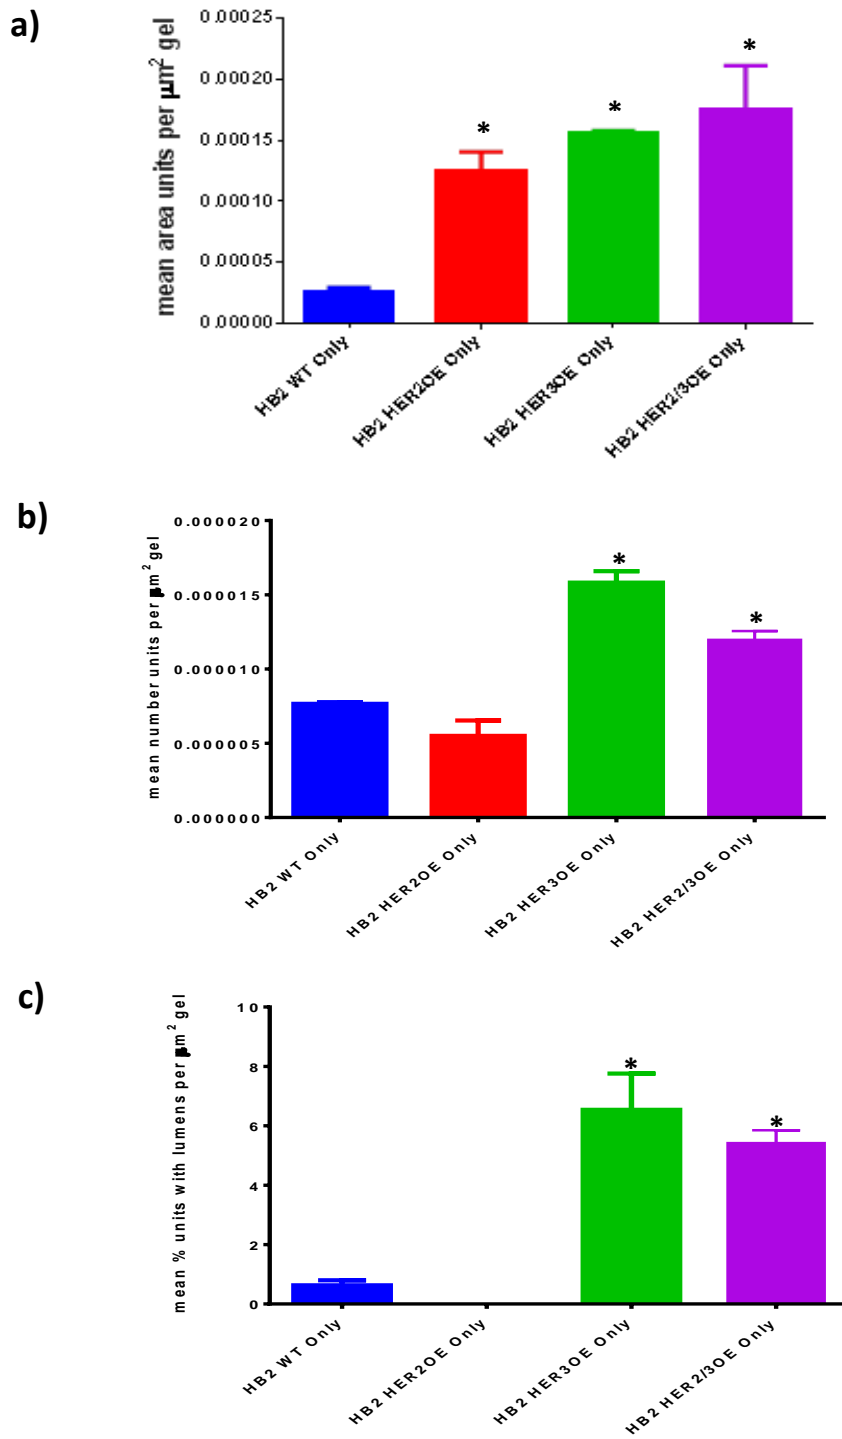 a)
mean area units per μm² gel
0.00025
0.00020
0.00015
0.00010
0.00005
0.00000
*
*
*
HB2 WT Only
HB2 HER2OE Only
HB2 HER3OE Only
HB2 HER2/3OE Only
b)
mean number units per μm² gel
0.000020
0.000015
0.000010
0.000005
0.000000
*
*
HB2 WT Only
HB2 HER2OE Only
HB2 HER3OE Only
HB2 HER2/3OE Only
c)
mean % units with lumens per μm² gel
10
8
6
4
2
0
*
*
HB2 WT Only
HB2 HER2OE Only
HB2 HER3OE Only
HB2 HER2/3OE Only